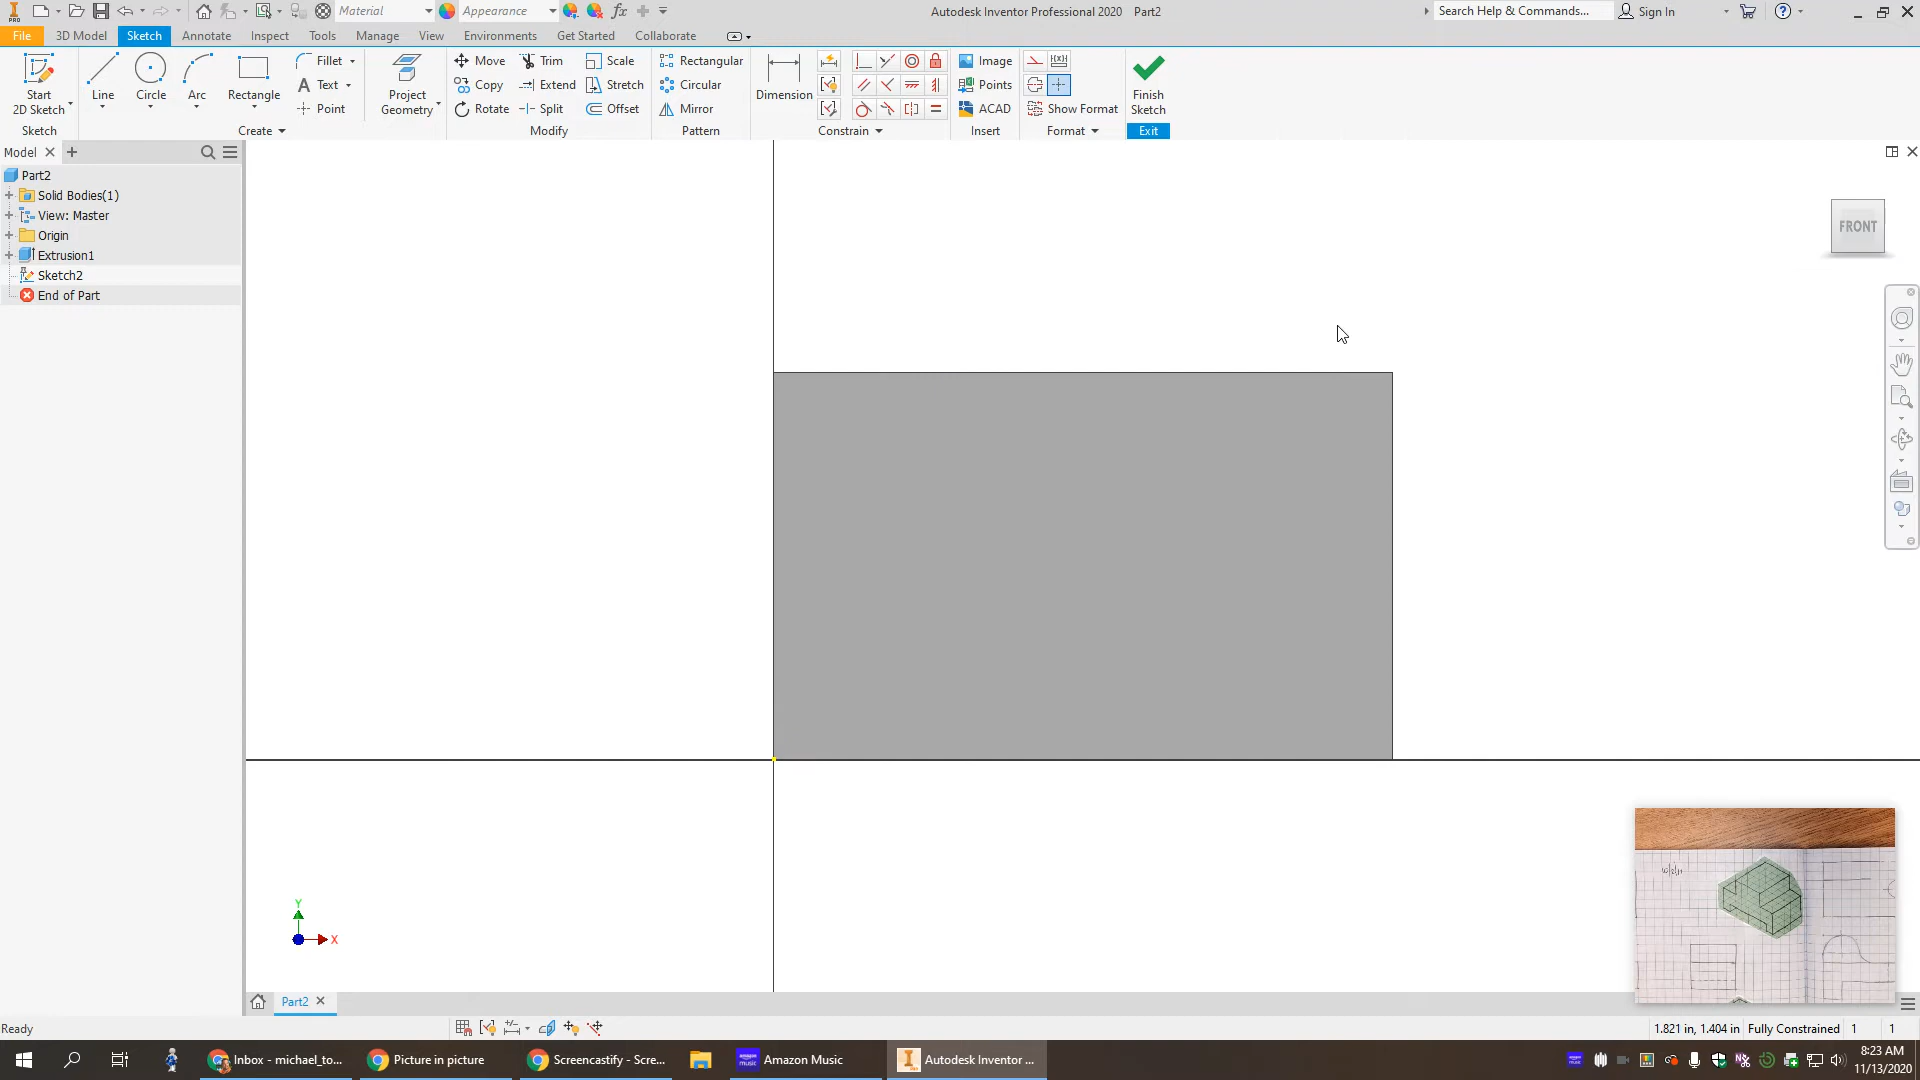 Material
Appearance
fx
Autodesk Inventor Professional 2020 Part2
Search Help & Commands...
Sign In
File 3D Model Sketch Annotate Inspect Tools Manage View Environments Get Started Collaborate
Start
2D Sketch
Sketch
Line
Circle
Arc
Rectangle
Fillet
Text
Point
Create
Project
Geometry
Move
Trim
Scale
Copy
Extend
Stretch
Rotate
Split
Offset
Modify
Rectangular
Circular
Mirror
Pattern
Dimension
Constrain
Image
Points
ACAD
Insert
Show Format
Format
Finish
Sketch
Exit
Model
Part2
Solid Bodies(1)
View: Master
Origin
Extrusion1
Sketch2
End of Part
FRONT
Y
X
Part2
Ready
1.821 in, 1.404 in Fully Constrained 1 1
Inbox - michael_to...
Picture in picture
Screencastify - Scre...
Amazon Music
Autodesk Inventor ...
8:23 AM
11/13/2020